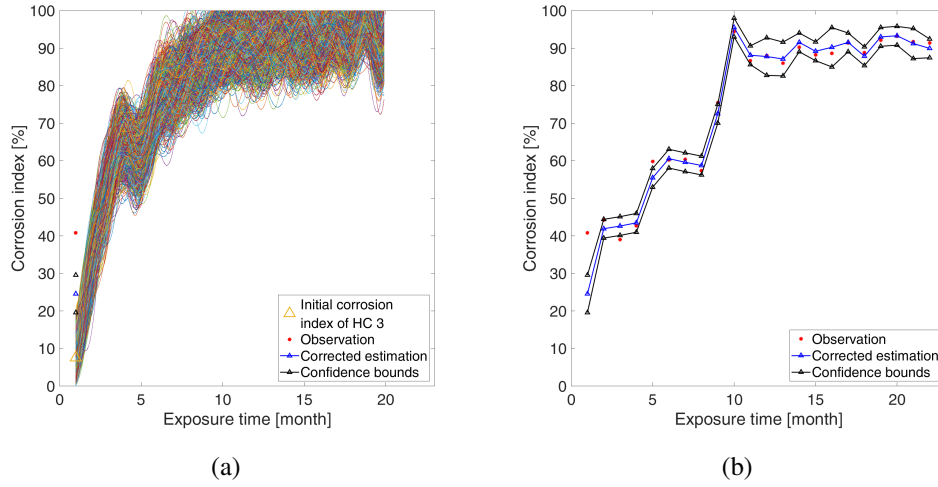 100
90
80
70
60
50
40
30
20
10
0
Corrosion index [%]
0 5 10 15 20
Exposure time [month]
Initial corrosion
index of HC 3
Observation
Corrected estimation
Confidence bounds
(a)
100
90
80
70
60
50
40
30
20
10
0
Corrosion index [%]
0 5 10 15 20
Exposure time [month]
Observation
Corrected estimation
Confidence bounds
(b)